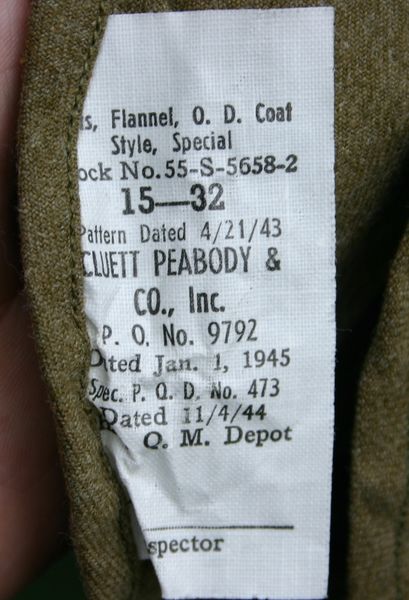 s, Flannel, O. D. Coat
Style, Special
ock No. 55-S-5658-2
15—32
Pattern Dated 4/21/43
CLUETT PEABODY &
CO., Inc.
P. O. No. 9792
Dated Jan. 1, 1945
Spec. P. Q. D. No. 473
Dated 11/4/44
Q. M. Depot
spector